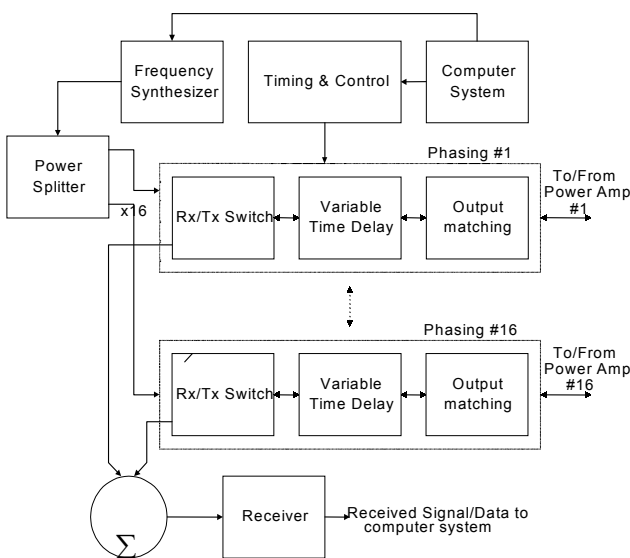 Frequency
Synthesizer
Timing & Control
Computer
System
Power
Splitter
x16
Phasing #1
Rx/Tx Switch
Variable
Time Delay
Output
matching
To/From
Power Amp
#1
Phasing #16
Rx/Tx Switch
Variable
Time Delay
Output
matching
To/From
Power Amp
#16
Σ
Receiver
Received Signal/Data to
computer system